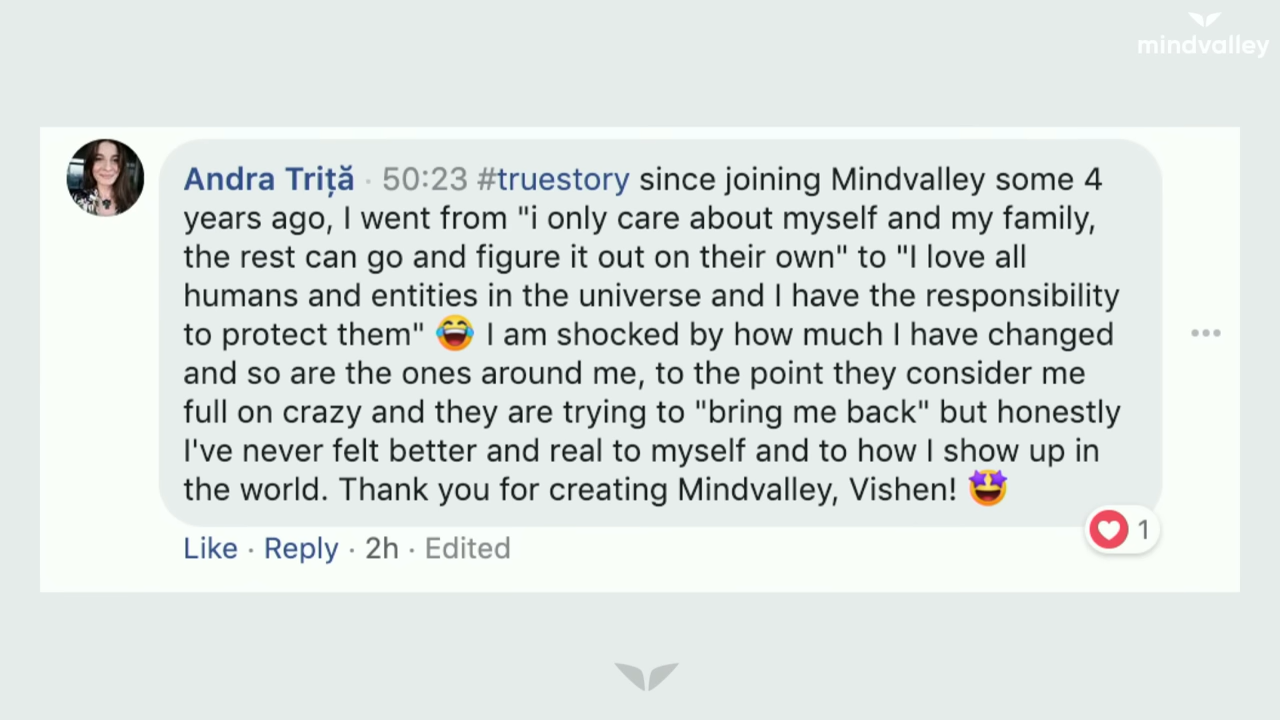 mindvalley
Andra Triță · 50:23 #truestory since joining Mindvalley some 4
years ago, I went from "i only care about myself and my family,
the rest can go and figure it out on their own" to "I love all
humans and entities in the universe and I have the responsibility
to protect them" 😂 I am shocked by how much I have changed
and so are the ones around me, to the point they consider me
full on crazy and they are trying to "bring me back" but honestly
I've never felt better and real to myself and to how I show up in
the world. Thank you for creating Mindvalley, Vishen! 🤩
1
Like · Reply · 2h · Edited